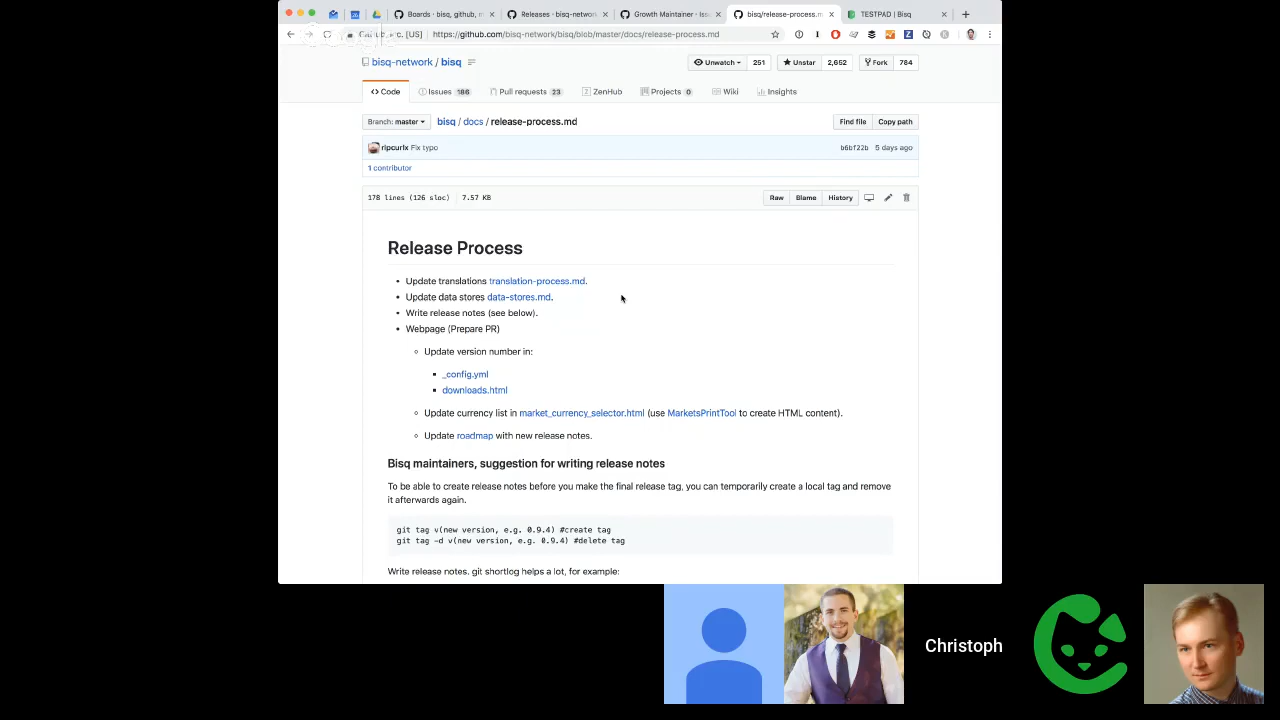 Boards · bisq, github, m
Releases · bisq-network
Growth Maintainer · Iss
bisq/release-process.md
TESTPAD | Bisq
[US]
https://github.com/bisq-network/bisq/blob/master/docs/release-process.md
bisq-network / bisq
Unwatch 251
Unstar 2,652
Fork 784
Code
Issues 186
Pull requests 23
ZenHub
Projects 0
Wiki
Insights
Branch: master
bisq / docs / release-process.md
Find file
Copy path
ripcurlx Fix typo
b6bf22b 5 days ago
1 contributor
178 lines (126 sloc) 7.57 KB
Raw
Blame
History
Release Process
• Update translations translation-process.md.
• Update data stores data-stores.md.
• Write release notes (see below).
• Webpage (Prepare PR)
Update version number in:
_config.yml
downloads.html
Update currency list in market_currency_selector.html (use MarketsPrintTool to create HTML content).
Update roadmap with new release notes.
Bisq maintainers, suggestion for writing release notes
To be able to create release notes before you make the final release tag, you can temporarily create a local tag and remove
it afterwards again.
git tag v(new version, e.g. 0.9.4) #create tag
git tag -d v(new version, e.g. 0.9.4) #delete tag
Write release notes. git shortlog helps a lot, for example:
Christoph